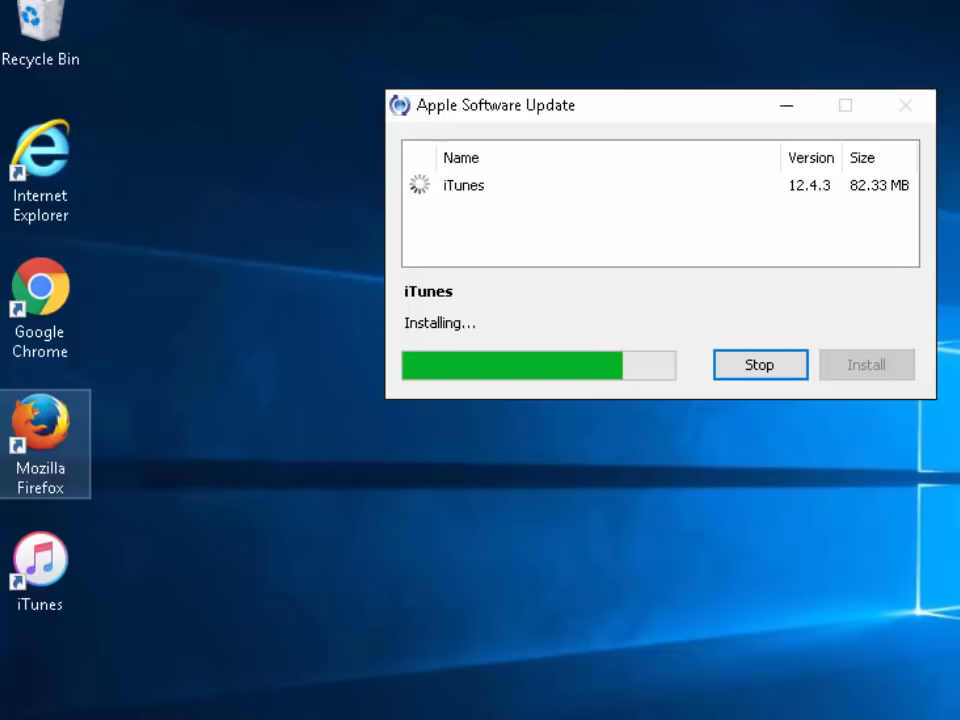 Recycle Bin
Internet
Explorer
Google
Chrome
Mozilla
Firefox
iTunes
Apple Software Update
Name Version Size
iTunes 12.4.3 82.33 MB
iTunes
Installing...
Stop Install